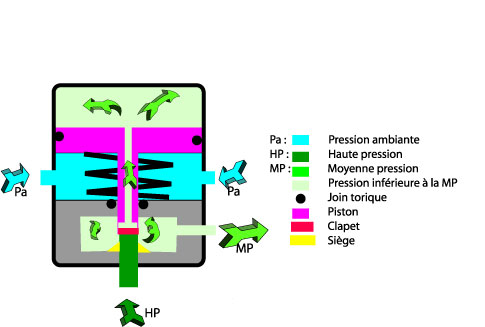 Pa
Pa
MP
HP
Pa : Pression ambiante
HP : Haute pression
MP : Moyenne pression
Pression inférieure à la MP
Join torique
Piston
Clapet
Siège